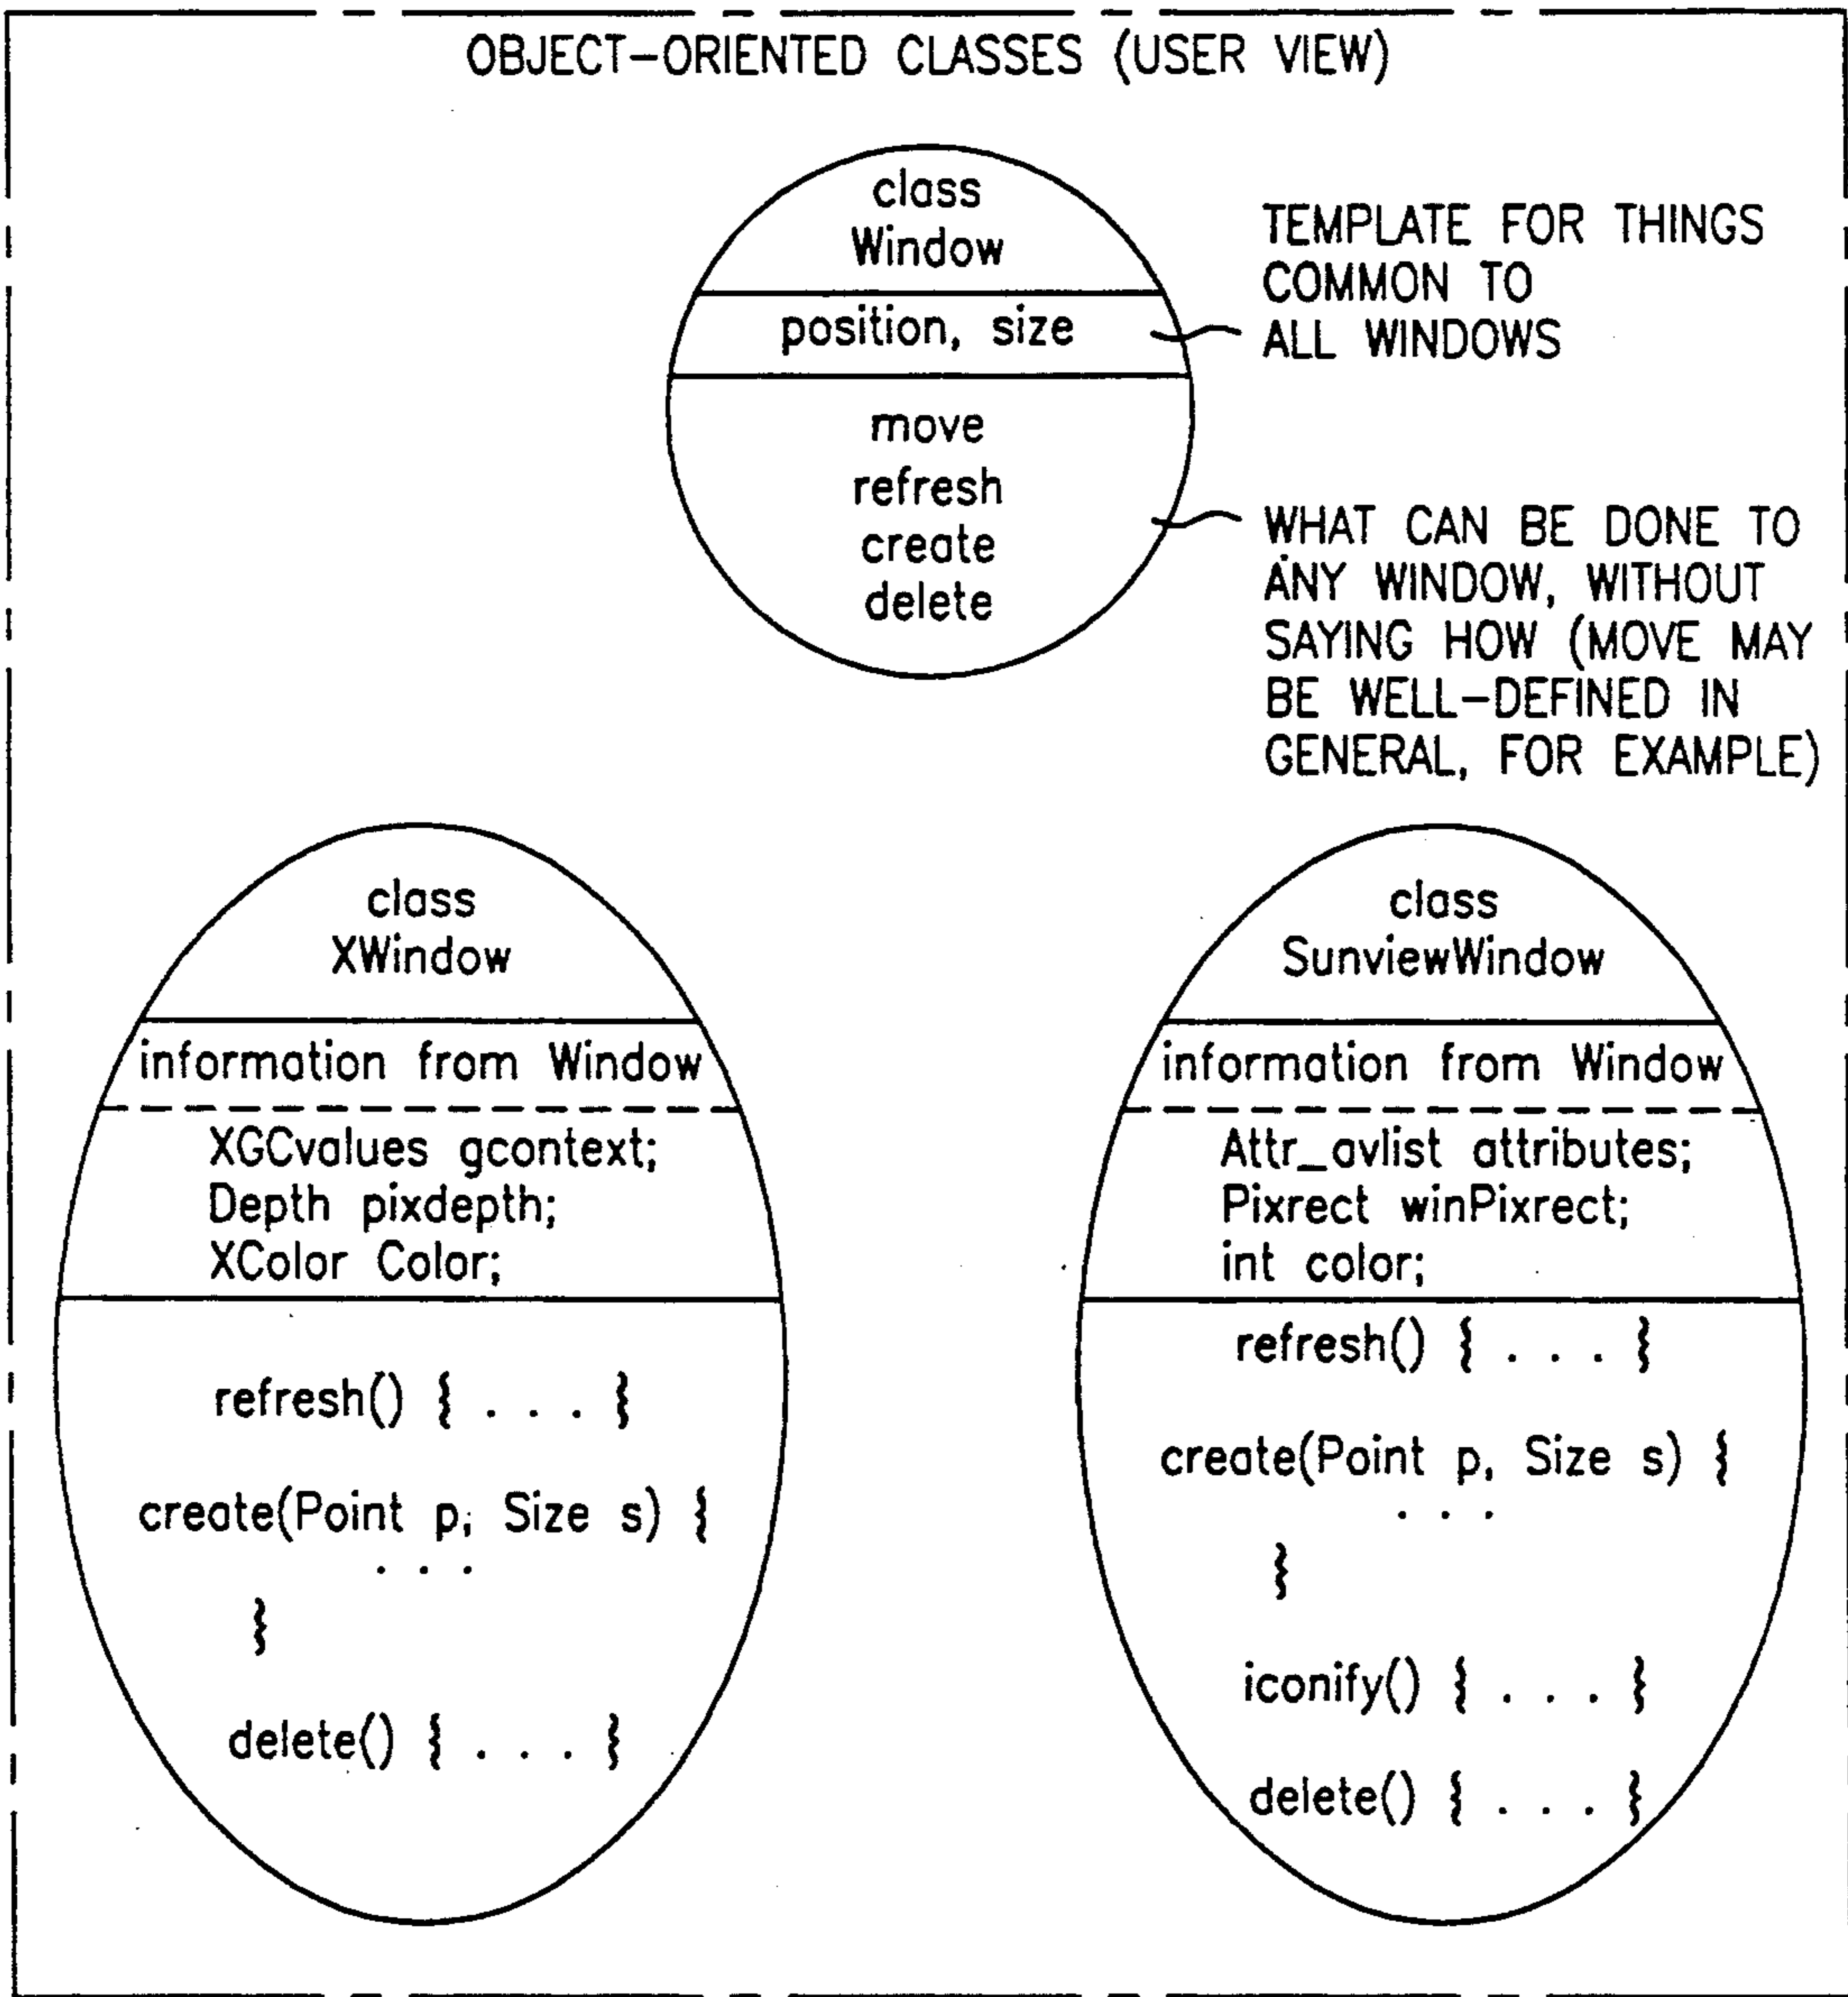 OBJECT-ORIENTED CLASSES (USER VIEW)
class
Window
position, size
move
refresh
create
delete
TEMPLATE FOR THINGS
COMMON TO
ALL WINDOWS
WHAT CAN BE DONE TO
ANY WINDOW, WITHOUT
SAYING HOW (MOVE MAY
BE WELL-DEFINED IN
GENERAL, FOR EXAMPLE)
class
XWindow
information from Window
XGCvalues gcontext;
Depth pixdepth;
XColor Color;
refresh() { . . . }
create(Point p, Size s) {
. . .
}
delete() { . . . }
class
SunviewWindow
information from Window
Attr_avlist attributes;
Pixrect winPixrect;
int color;
refresh() { . . . }
create(Point p, Size s) {
. . .
}
iconify() { . . . }
delete() { . . . }